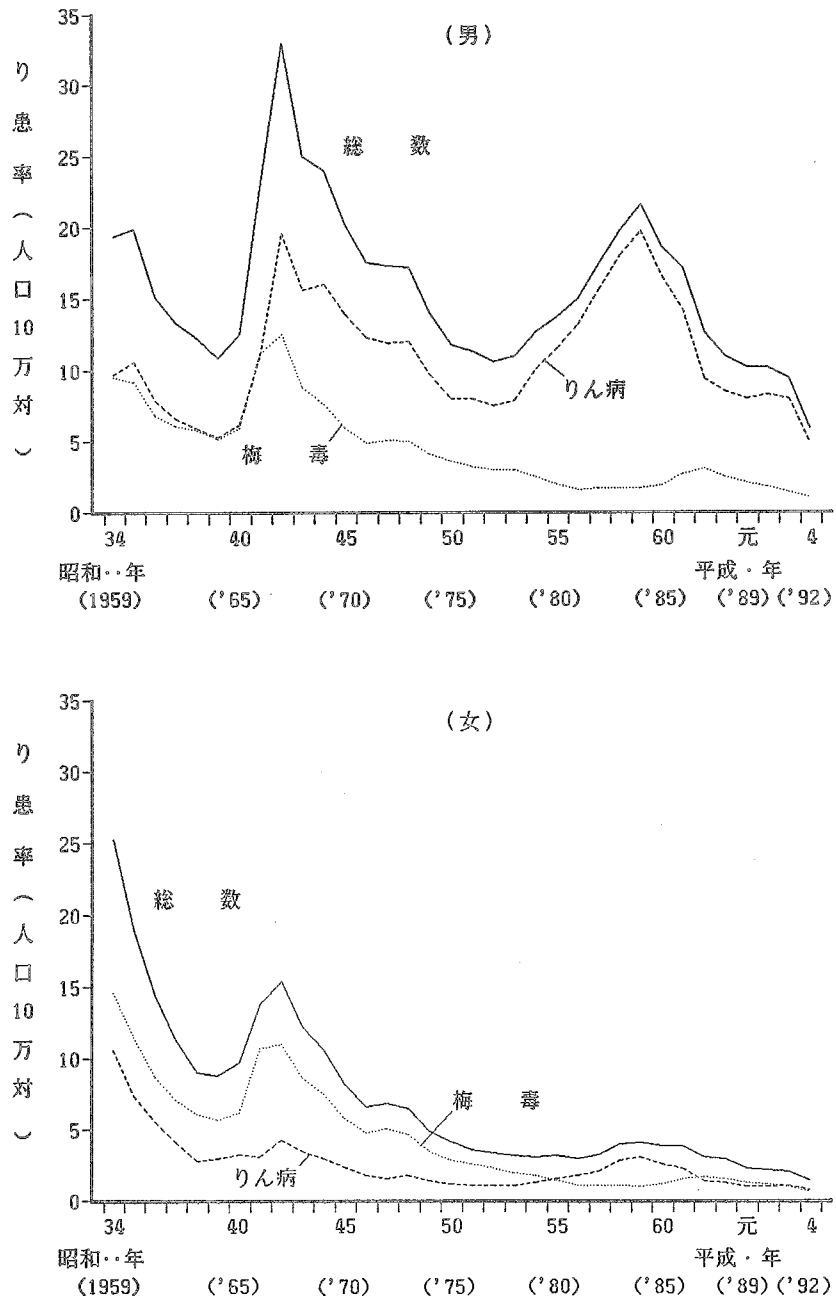 (男)
り患率(人口10万対)
35
30
25
20
15
10
5
0
総 数
りん病
梅 毒
34 40 45 50 55 60 元 4
昭和‥年 平成・年
(1959) ('65) ('70) ('75) ('80) ('85) ('89) ('92)
(女)
り患率(人口10万対)
35
30
25
20
15
10
5
0
総 数
梅 毒
りん病
34 40 45 50 55 60 元 4
昭和‥年 平成・年
(1959) ('65) ('70) ('75) ('80) ('85) ('89) ('92)